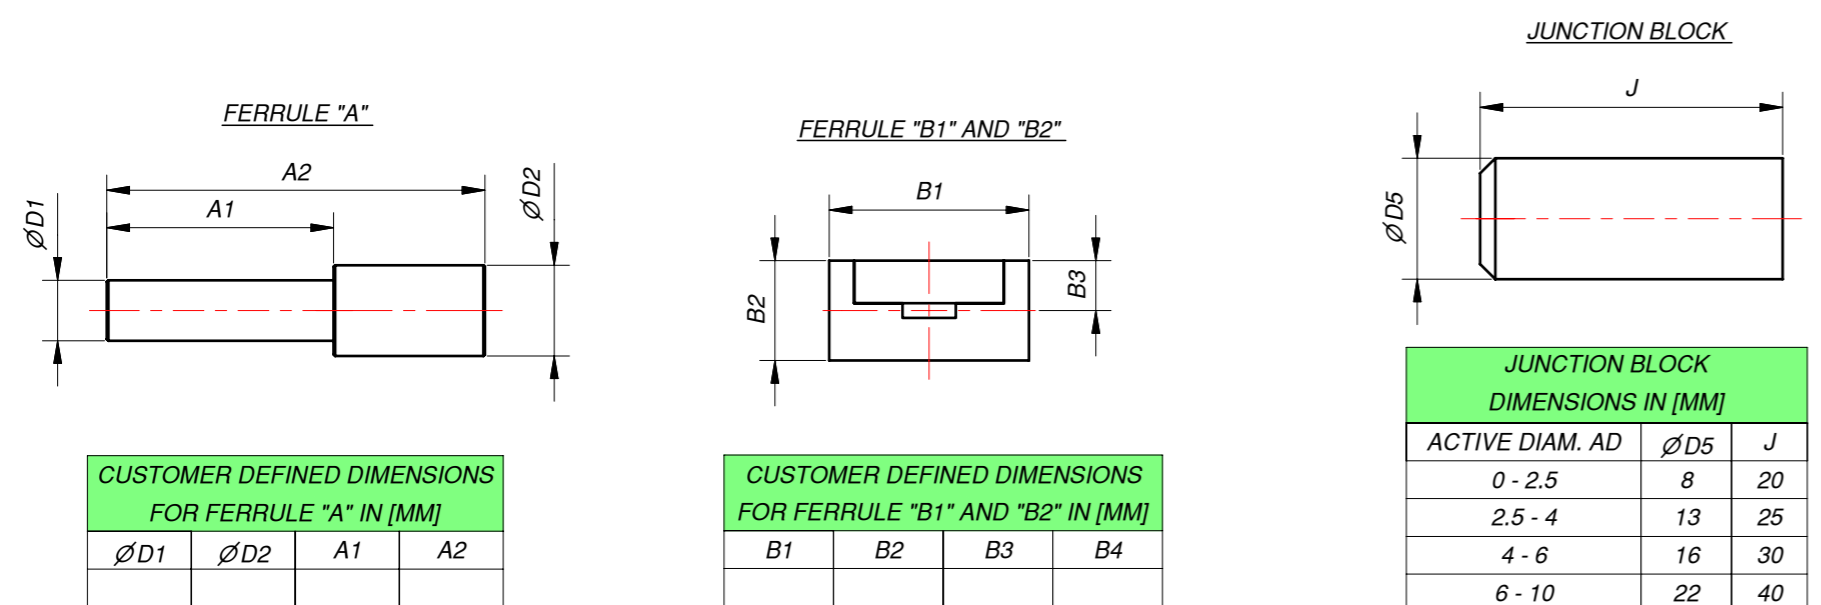 JUNCTION BLOCK
J
FERRULE "A"
FERRULE "B1" AND "B2"
A2
A1
ØD1
ØD2
B1
B2
B3
ØD5
JUNCTION BLOCK
DIMENSIONS IN [MM]
ACTIVE DIAM. AD ØD5 J
0 - 2.5 8 20
2.5 - 4 13 25
4 - 6 16 30
6 - 10 22 40
CUSTOMER DEFINED DIMENSIONS
FOR FERRULE "A" IN [MM]
ØD1 ØD2 A1 A2
CUSTOMER DEFINED DIMENSIONS
FOR FERRULE "B1" AND "B2" IN [MM]
B1 B2 B3 B4